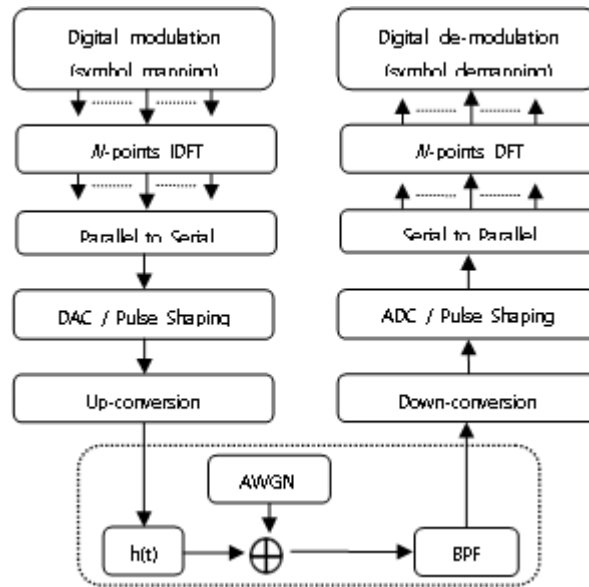 Digital modulation
(symbol mapping)
N-points IDFT
Parallel to Serial
DAC / Pulse Shaping
Up-conversion
h(t)
AWGN
BPF
Down-conversion
ADC / Pulse Shaping
Serial to Parallel
N-points DFT
Digital de-modulation
(symbol demapping)